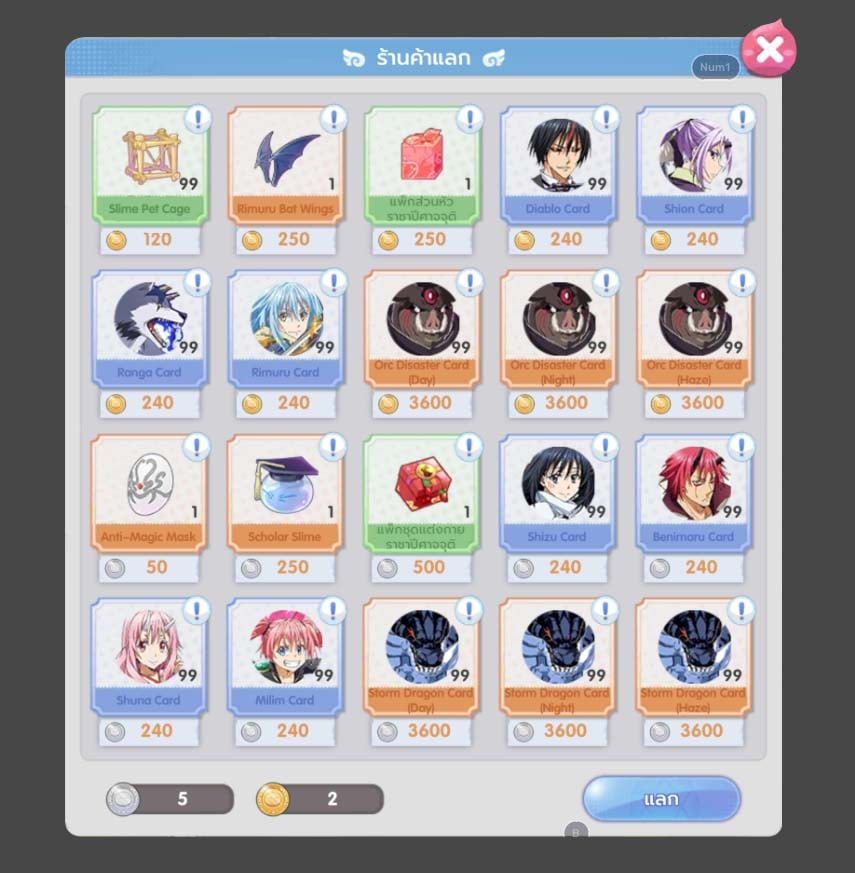 ร้านค้าแลก
Num1
99
1
1
99
99
Slime Pet Cage
Rimuru Bat Wings
แพ็กส่วนหัว
ราชาปีศาจจุติ
Diablo Card
Shion Card
120
250
250
240
240
99
99
99
99
99
Ranga Card
Rimuru Card
Orc Disaster Card
(Day)
Orc Disaster Card
(Night)
Orc Disaster Card
(Haze)
240
240
3600
3600
3600
1
1
1
99
99
Anti-Magic Mask
Scholar Slime
แพ็กชุดแต่งกาย
ราชาปีศาจจุติ
Shizu Card
Benimaru Card
50
250
500
240
240
99
99
99
99
99
Shuna Card
Milim Card
Storm Dragon Card
(Day)
Storm Dragon Card
(Night)
Storm Dragon Card
(Haze)
240
240
3600
3600
3600
5
2
แลก
B